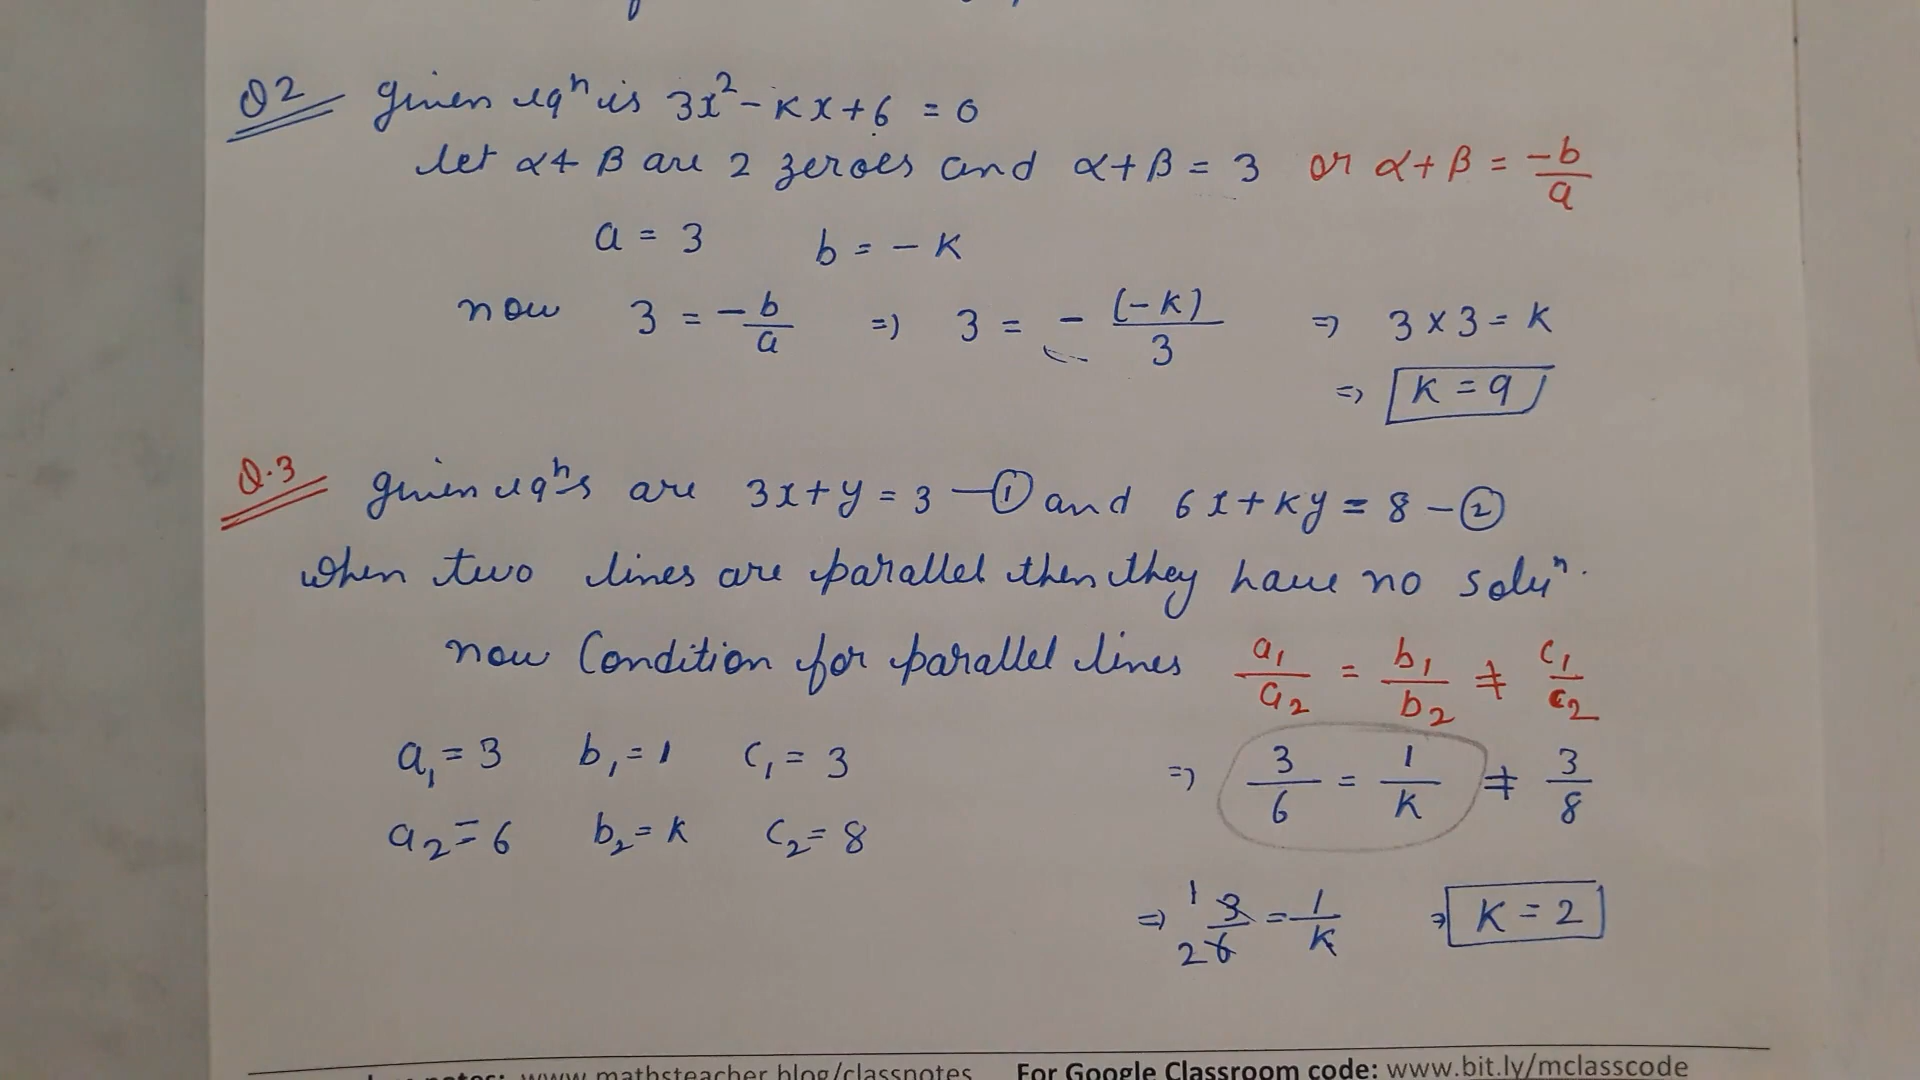 Q2 given eqⁿ is 3x² - kx + 6 = 0
let α & β are 2 zeroes and α + β = 3 or α + β = -b/a
a = 3 b = - k
now 3 = -b/a => 3 = - (-k)/3 => 3 × 3 = k
=> k = 9
Q.3 given eqⁿs are 3x + y = 3 — ① and 6x + ky = 8 — ②
when two lines are parallel then they have no soluⁿ.
now Condition for parallel lines a₁/a₂ = b₁/b₂ ≠ c₁/c₂
a₁ = 3 b₁ = 1 c₁ = 3 => 3/6 = 1/k ≠ 3/8
a₂ = 6 b₂ = k c₂ = 8
=> 1 3/2 6 = 1/k => k = 2
notes: www.mathsteacher.blog/classnotes For Google Classroom code: www.bit.ly/mclasscode